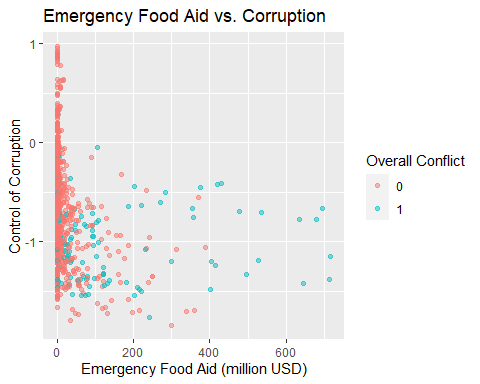 Emergency Food Aid vs. Corruption
1
0
-1
Control of Corruption
0
200
400
600
Emergency Food Aid (million USD)
Overall Conflict
0
1